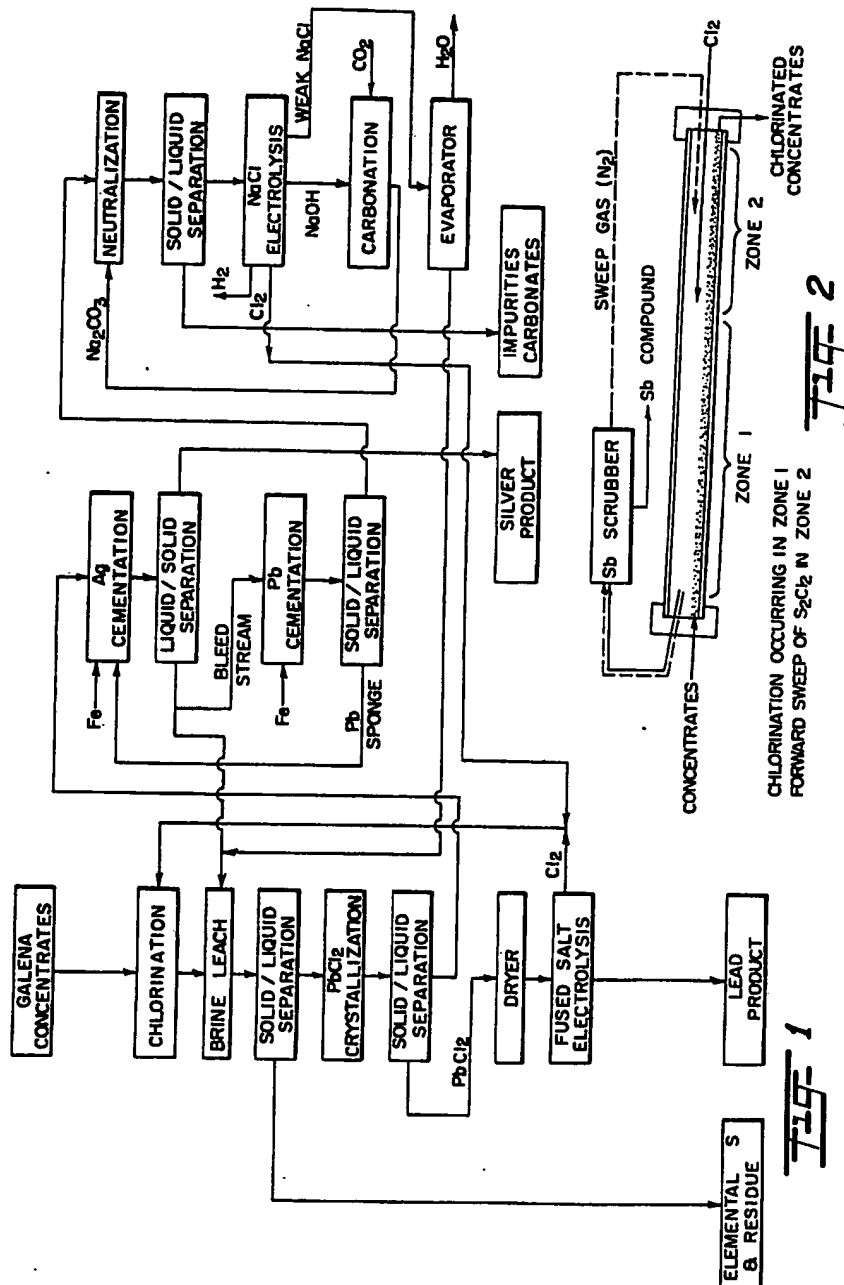 GALENA
CONCENTRATES
CHLORINATION
BRINE LEACH
SOLID/LIQUID
SEPARATION
PbCl2
CRYSTALLIZATION
SOLID/LIQUID
SEPARATION
PbCl2
DRYER
Cl2
FUSED SALT
ELECTROLYSIS
LEAD
PRODUCT
ELEMENTAL S
& RESIDUE
Fe
Ag
CEMENTATION
LIQUID/SOLID
SEPARATION
BLEED
STREAM
Fe
Pb
CEMENTATION
SOLID/LIQUID
SEPARATION
Pb
SPONGE
SILVER
PRODUCT
Na2CO3
NEUTRALIZATION
SOLID/LIQUID
SEPARATION
H2
Cl2
NaCl
ELECTROLYSIS
WEAK NaCl
NaOH
CO2
CARBONATION
EVAPORATOR
H2O
IMPURITIES
CARBONATES
FIG- 1
SWEEP GAS (N2)
Sb SCRUBBER
Sb COMPOUND
Cl2
CONCENTRATES
CHLORINATED
CONCENTRATES
ZONE 1
ZONE 2
CHLORINATION OCCURRING IN ZONE 1
FORWARD SWEEP OF S2Cl2 IN ZONE 2
FIG- 2